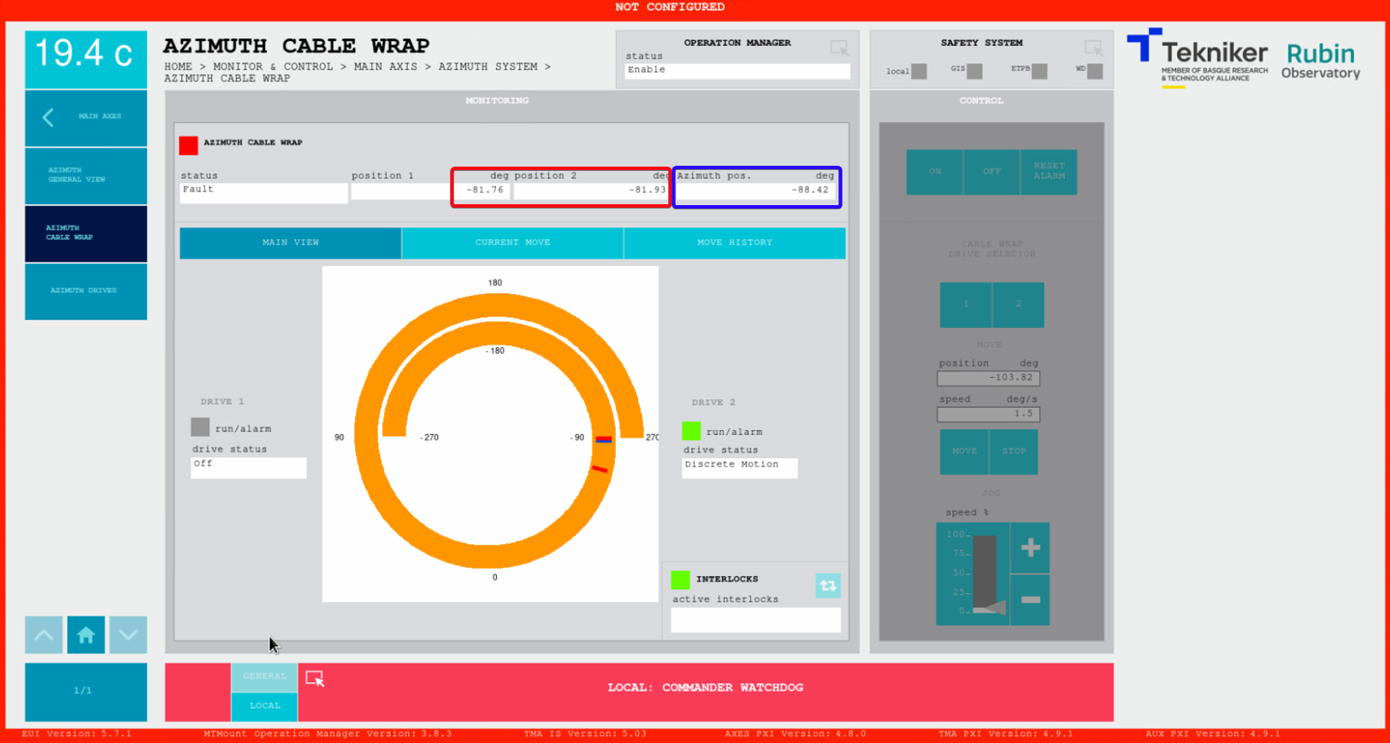 NOT CONFIGURED
19.4 c
AZIMUTH CABLE WRAP
HOME > MONITOR & CONTROL > MAIN AXIS > AZIMUTH SYSTEM >
AZIMUTH CABLE WRAP
OPERATION MANAGER
status
Enable
SAFETY SYSTEM
local GIS ETPB WD
Tekniker
MEMBER OF BASQUE RESEARCH
& TECHNOLOGY ALLIANCE
Rubin
Observatory
MAIN AXES
AZIMUTH
GENERAL VIEW
AZIMUTH
CABLE WRAP
AZIMUTH DRIVES
MONITORING
AZIMUTH CABLE WRAP
status position 1 deg position 2 deg Azimuth pos. deg
Fault -81.76 -81.93 -88.42
MAIN VIEW CURRENT MOVE MOVE HISTORY
180
-180
90 -270 -90 270
0
DRIVE 1
run/alarm
drive status
Off
DRIVE 2
run/alarm
drive status
Discrete Motion
INTERLOCKS
active interlocks
CONTROL
ON OFF RESET
ALARM
CABLE WRAP
DRIVE SELECTOR
1 2
MOVE
position deg
-103.82
speed deg/s
1.5
MOVE STOP
JOG
speed %
100
75
50
25
0
+
-
1/1
GENERAL
LOCAL
LOCAL: COMMANDER WATCHDOG
EUI Version: 5.7.1 MTMount Operation Manager Version: 3.8.3 TMA IS Version: 5.03 AXES PXI Version: 4.8.0 TMA PXI Version: 4.9.1 AUX PXI Version: 4.9.1